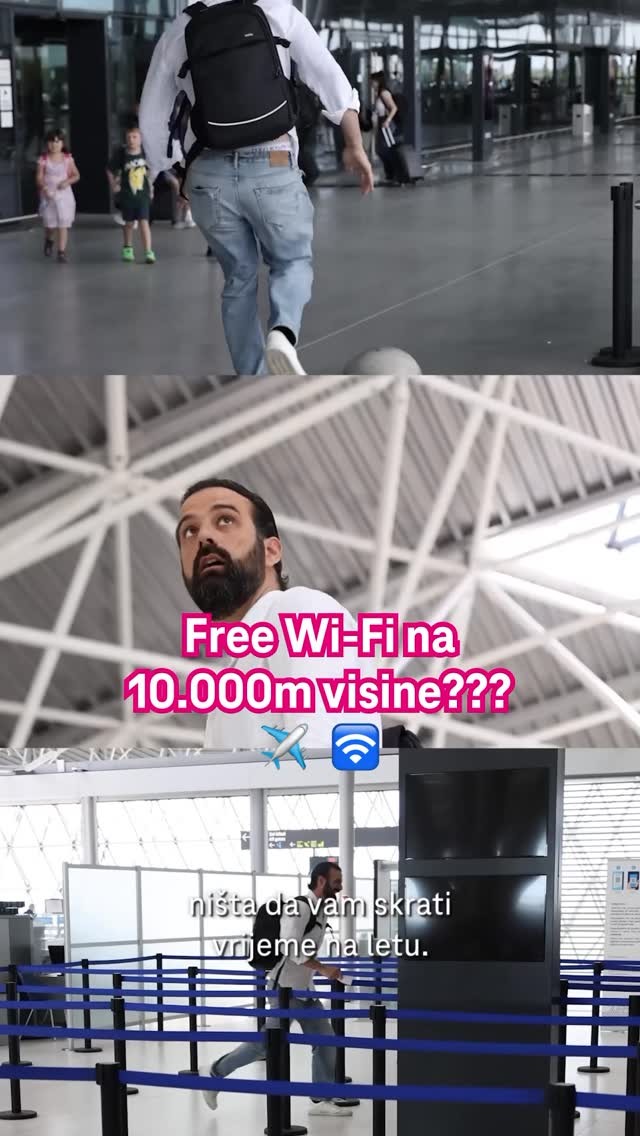 Free Wi-Fi na
10.000m visine???
ništa da vam skrati
vrijeme na letu.